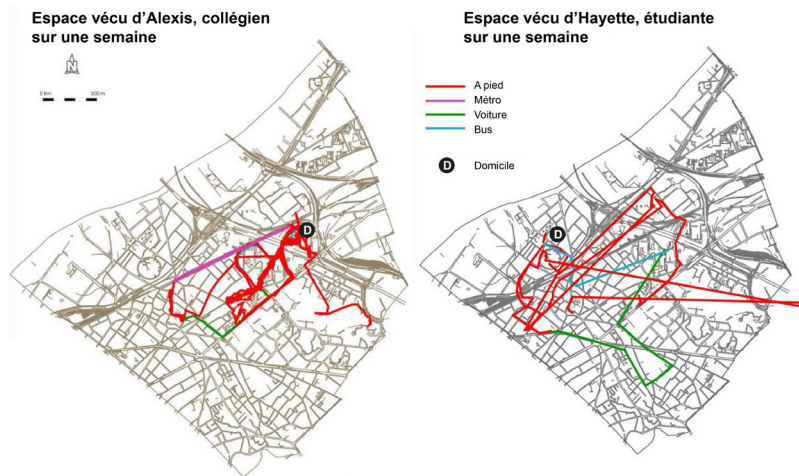 Espace vécu d'Alexis, collégien
sur une semaine
N
0 km 500 m
D
Espace vécu d'Hayette, étudiante
sur une semaine
A pied
Métro
Voiture
Bus
D Domicile
D